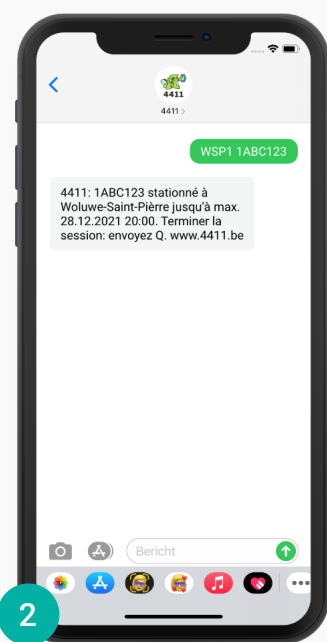 4411
4411 >
WSP1 1ABC123
4411: 1ABC123 stationné à
Woluwe-Saint-Pièrre jusqu'à max.
28.12.2021 20:00. Terminer la
session: envoyez Q. www.4411.be
Bericht
2